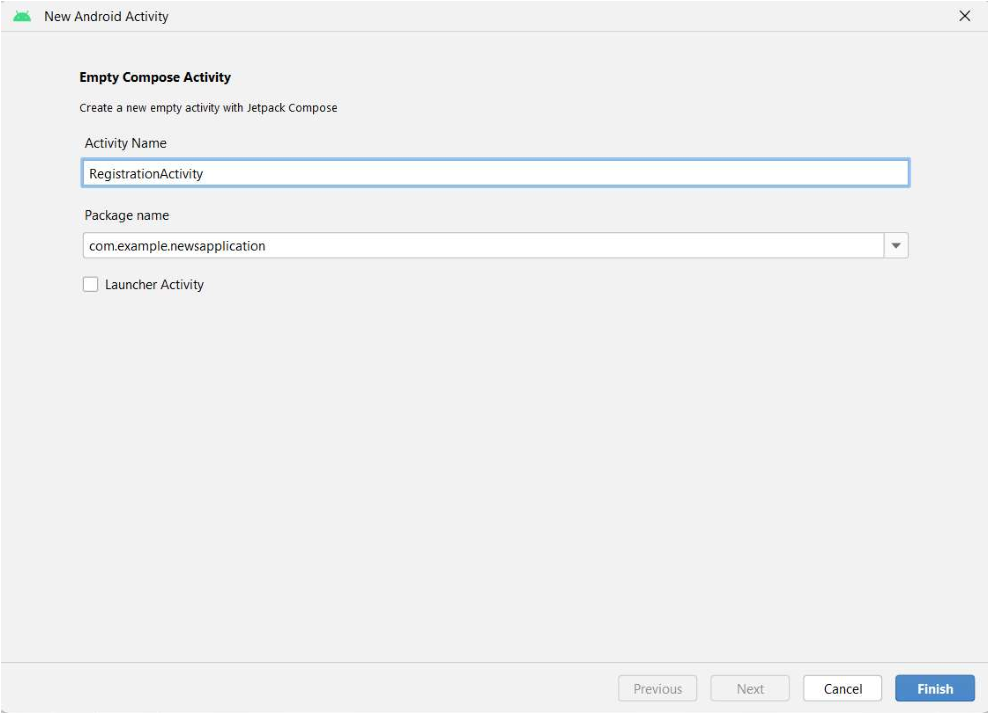 New Android Activity
Empty Compose Activity
Create a new empty activity with Jetpack Compose
Activity Name
RegistrationActivity
Package name
com.example.newsapplication
Launcher Activity
Previous
Next
Cancel
Finish